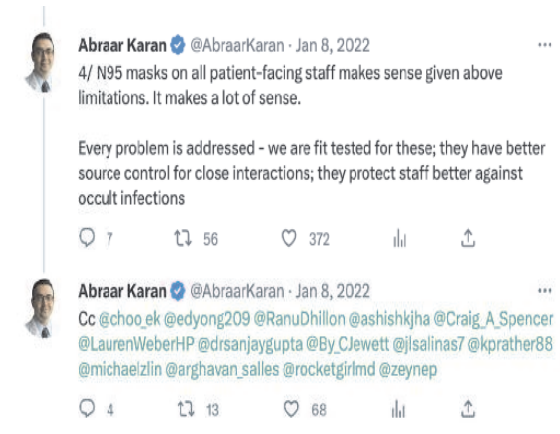 Abraar Karan @AbraarKaran · Jan 8, 2022
4/ N95 masks on all patient-facing staff makes sense given above
limitations. It makes a lot of sense.
Every problem is addressed - we are fit tested for these; they have better
source control for close interactions; they protect staff better against
occult infections
7 56 372
Abraar Karan @AbraarKaran · Jan 8, 2022
Cc @choo_ek @edyong209 @RanuDhillon @ashishkjha @Craig_A_Spencer
@LaurenWeberHP @drsanjaygupta @By_CJewett @jlsalinas7 @kprather88
@michaelzlin @arghavan_salles @rocketgirlmd @zeynep
4 13 68